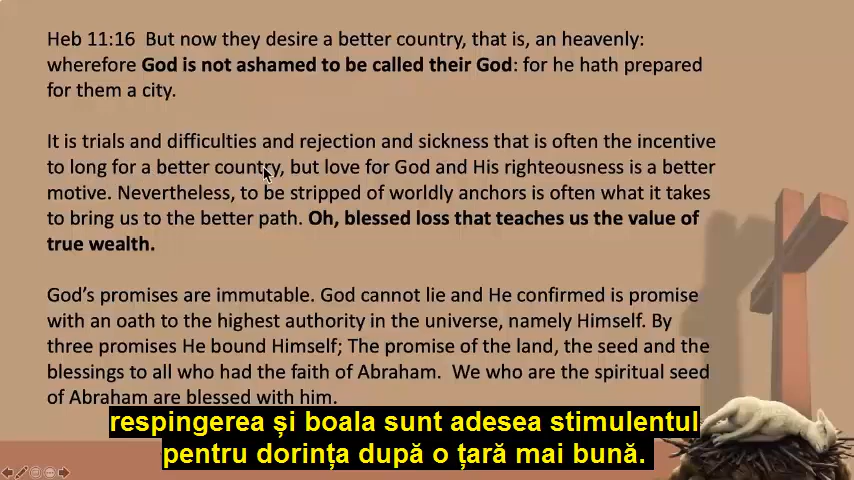 Heb 11:16  But now they desire a better country, that is, an heavenly:
wherefore God is not ashamed to be called their God: for he hath prepared
for them a city.
It is trials and difficulties and rejection and sickness that is often the incentive
to long for a better country, but love for God and His righteousness is a better
motive. Nevertheless, to be stripped of worldly anchors is often what it takes
to bring us to the better path. Oh, blessed loss that teaches us the value of
true wealth.
God’s promises are immutable. God cannot lie and He confirmed is promise
with an oath to the highest authority in the universe, namely Himself. By
three promises He bound Himself; The promise of the land, the seed and the
blessings to all who had the faith of Abraham.  We who are the spiritual seed
of Abraham are blessed with him.
respingerea și boala sunt adesea stimulentul
pentru dorința după o țară mai bună.